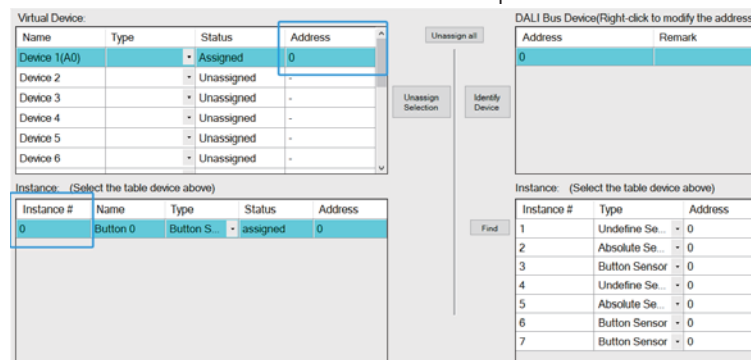 Virtual Device:
DALI Bus Device(Right-click to modify the address
Name Type Status Address
Unassign all
Address Remark
Device 1(A0) Assigned 0
0
Device 2 Unassigned -
Device 3 Unassigned -
Unassign Selection
Identify Device
Device 4 Unassigned -
Device 5 Unassigned -
Device 6 Unassigned -
Instance: (Select the table device above)
Instance: (Select the table device above)
Instance # Name Type Status Address
Instance # Type Address
0 Button 0 Button S... assigned 0
Find
1 Undefine Se... 0
2 Absolute Se... 0
3 Button Sensor 0
4 Undefine Se... 0
5 Absolute Se... 0
6 Button Sensor 0
7 Button Sensor 0